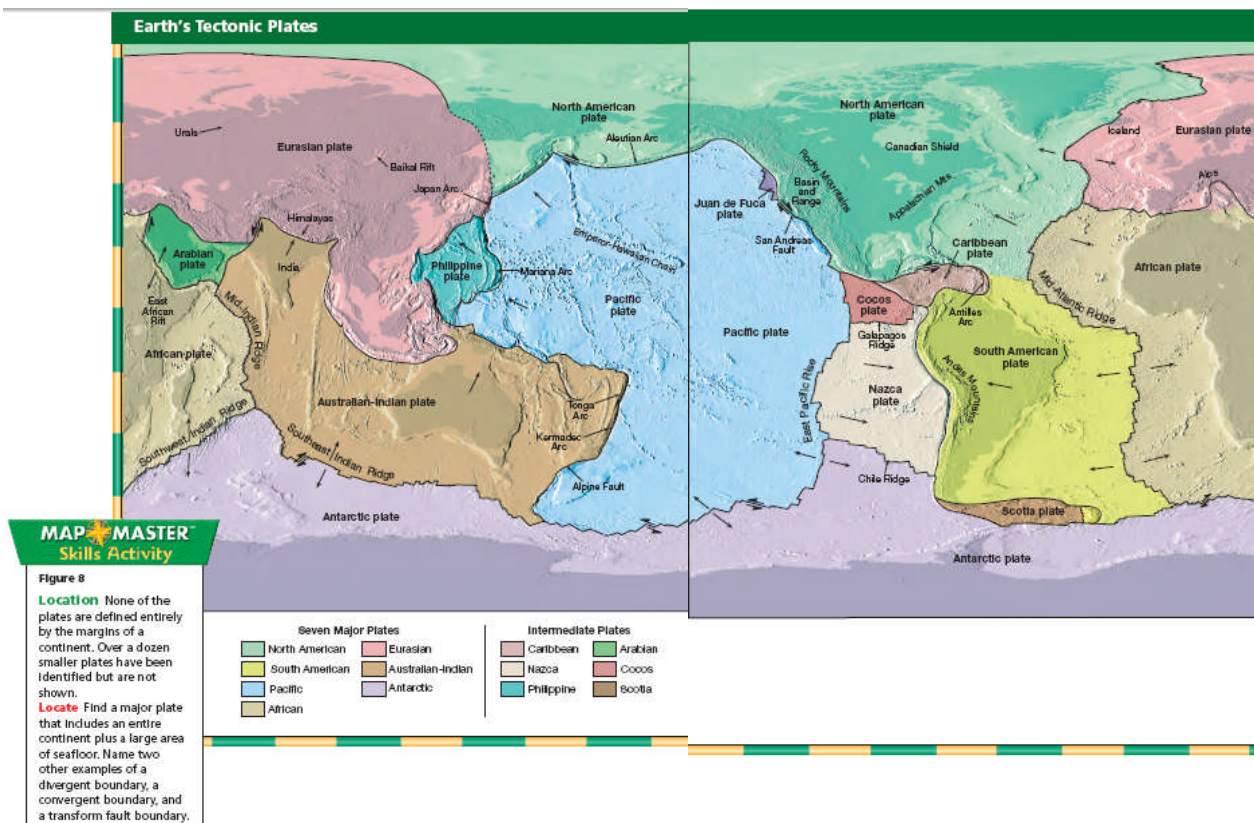 Earth's Tectonic Plates
North American
plate
Aleutian Arc
Urals
Eurasian plate
Baikal Rift
Japan Arc
Himalayas
Arabian
plate
India
Philippine
plate
Mariana Arc
Emperor-Hawaiian Chain
Pacific
plate
East
African
Rift
Mid-Indian Ridge
African plate
Australian-Indian plate
Tonga
Arc
Kermadec
Arc
Southwest Indian Ridge
Southeast Indian Ridge
Alpine Fault
Antarctic plate
North American
plate
Canadian Shield
Iceland
Eurasian plate
Alps
Rocky Mountains
Basin
and
Range
Appalachian Mts.
Juan de Fuca
plate
San Andreas
Fault
Caribbean
plate
African plate
Mid-Atlantic Ridge
Cocos
plate
Antilles
Arc
Galapagos
Ridge
Pacific plate
South American
plate
Andes Mountains
Nazca
plate
East Pacific Rise
Chile Ridge
Scotia plate
Antarctic plate
MAP MASTER™
Skills Activity
Figure 8
Location None of the
plates are defined entirely
by the margins of a
continent. Over a dozen
smaller plates have been
identified but are not
shown.
Locate Find a major plate
that includes an entire
continent plus a large area
of seafloor. Name two
other examples of a
divergent boundary, a
convergent boundary, and
a transform fault boundary.
Seven Major Plates
North American
South American
Pacific
African
Eurasian
Australian-Indian
Antarctic
Intermediate Plates
Caribbean
Nazca
Philippine
Arabian
Cocos
Scotia